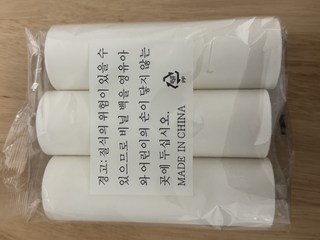 경고: 질식의 위험이 있을 수
있으므로 비닐 백을 영유아
와 어린이의 손이 닿지 않는
곳에 두십시오.
MADE IN CHINA
PP